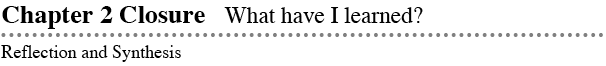 Chapter 2 Closure What have I learned?
Reflection and Synthesis